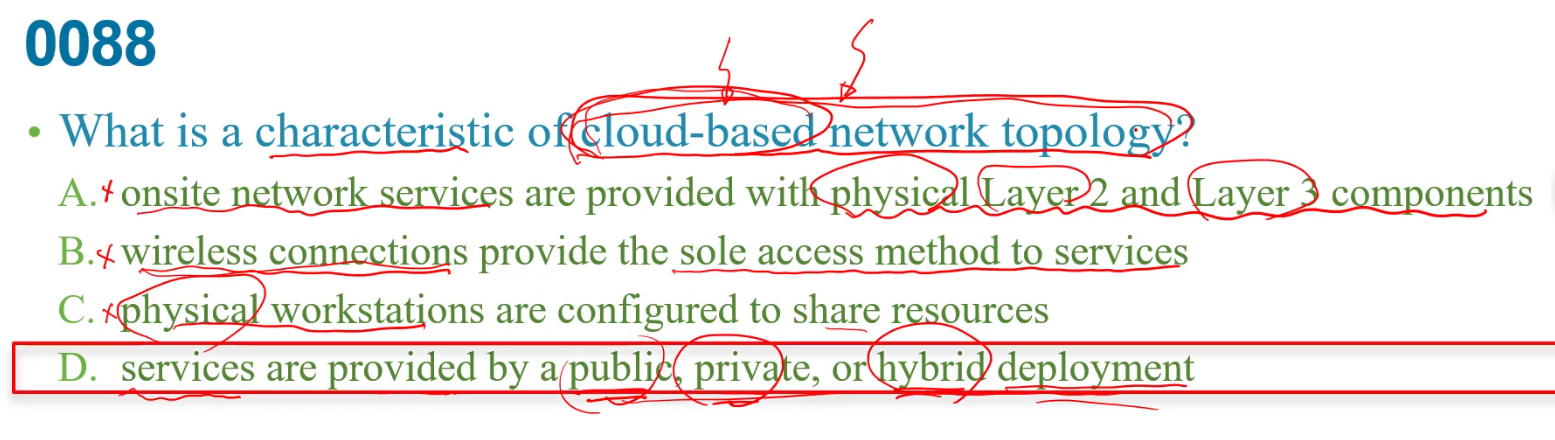 0088
• What is a characteristic of cloud-based network topology?
A. onsite network services are provided with physical Layer 2 and Layer 3 components
B. wireless connections provide the sole access method to services
C. physical workstations are configured to share resources
D. services are provided by a public, private, or hybrid deployment